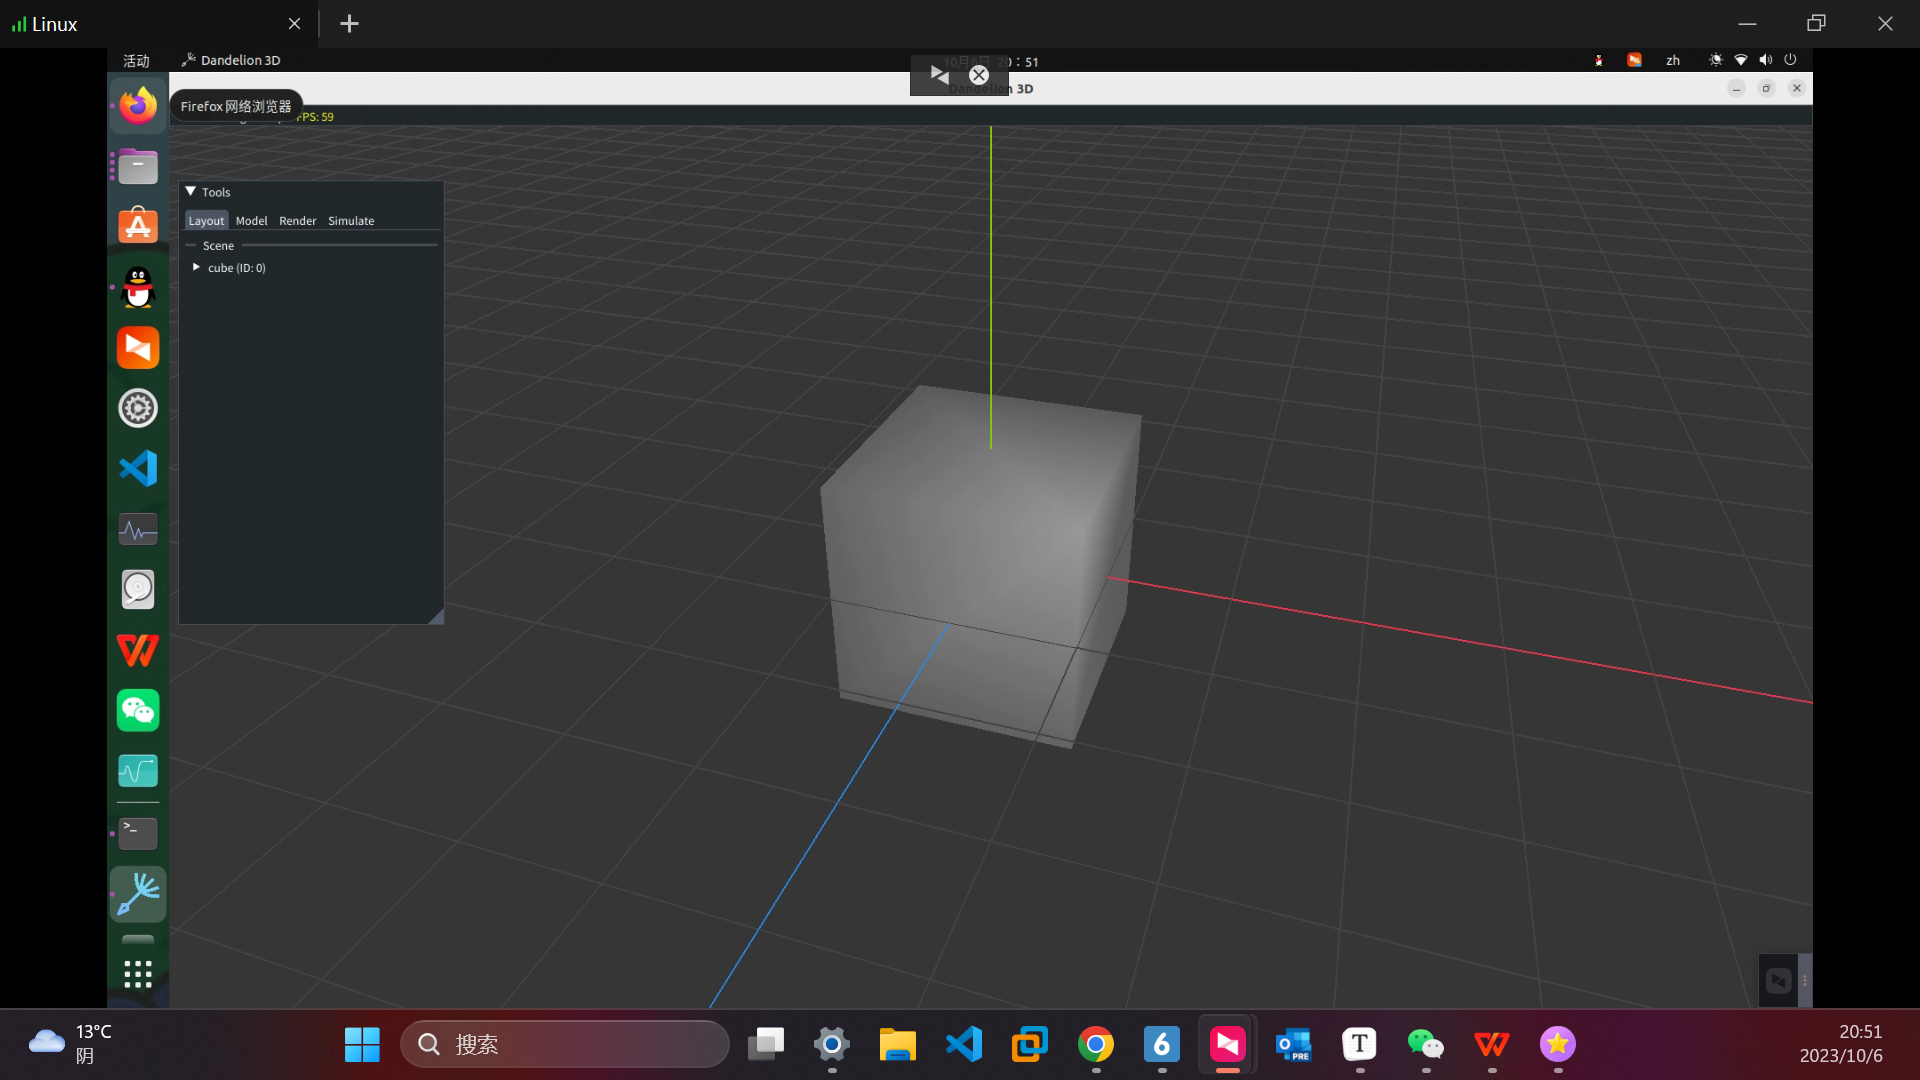 Linux
活动 Dandelion 3D 10月6日 20：51 zh
Dandelion 3D
Firefox 网络浏览器
FPS: 59
Tools
Layout Model Render Simulate
Scene
cube (ID: 0)
13°C
阴
搜索
6
PRE
T
20:51
2023/10/6